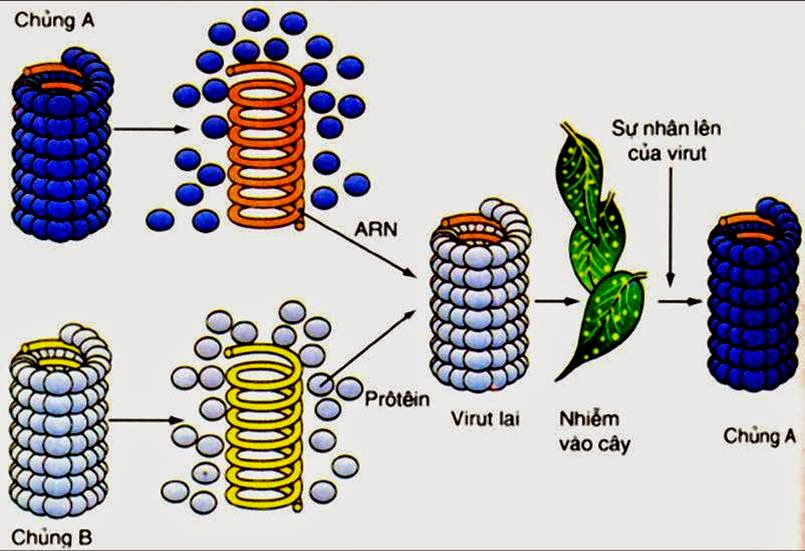 Chủng A
Sự nhân lên
của virut
ARN
Prôtêin
Virut lai
Nhiễm
vào cây
Chủng A
Chủng B